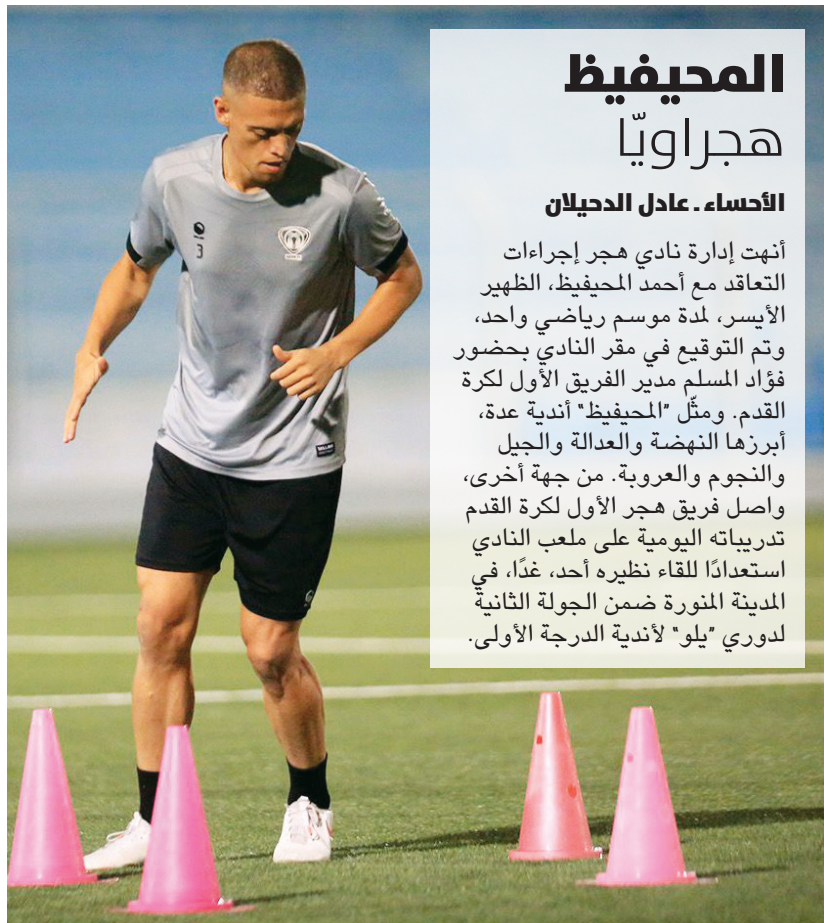 المحيفيظ
هجراويًّا
الأحساء ـ عادل الدحيلان
أنهت إدارة نادي هجر إجراءات
التعاقد مع أحمد المحيفيظ، الظهير
الأيسر، لمدة موسم رياضي واحد،
وتم التوقيع في مقر النادي بحضور
فؤاد المسلم مدير الفريق الأول لكرة
القدم. ومثّل "المحيفيظ" أندية عدة،
أبرزها النهضة والعدالة والجيل
والنجوم والعروبة. من جهة أخرى،
واصل فريق هجر الأول لكرة القدم
تدريباته اليومية على ملعب النادي
استعدادًا للقاء نظيره أحد، غدًا، في
المدينة المنورة ضمن الجولة الثانية
لدوري "يلو" لأندية الدرجة الأولى.
3